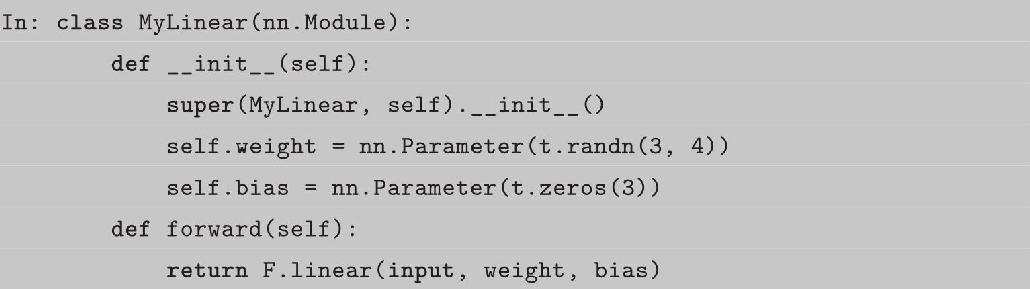 In: class MyLinear(nn.Module):
def __init__(self):
super(MyLinear, self).__init__()
self.weight = nn.Parameter(t.randn(3, 4))
self.bias = nn.Parameter(t.zeros(3))
def forward(self):
return F.linear(input, weight, bias)